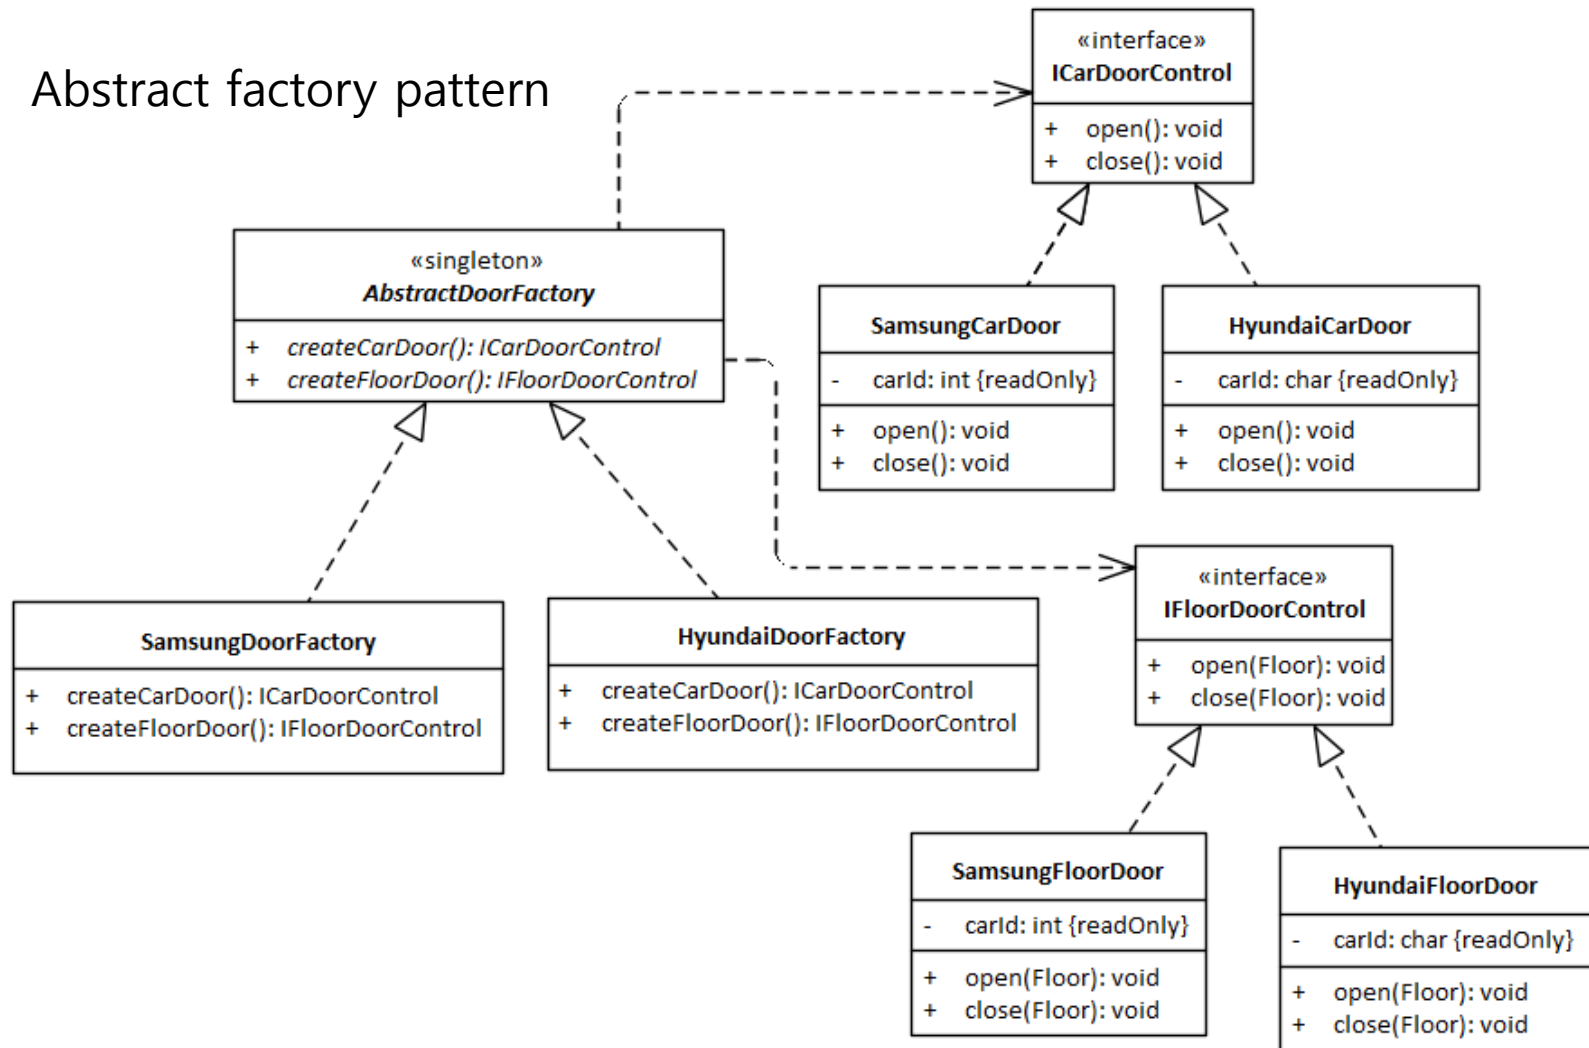 Abstract factory pattern
«interface»
ICarDoorControl
+ open(): void
+ close(): void
«singleton»
AbstractDoorFactory
+ createCarDoor(): ICarDoorControl
+ createFloorDoor(): IFloorDoorControl
SamsungCarDoor
- carId: int {readOnly}
+ open(): void
+ close(): void
HyundaiCarDoor
- carId: char {readOnly}
+ open(): void
+ close(): void
SamsungDoorFactory
+ createCarDoor(): ICarDoorControl
+ createFloorDoor(): IFloorDoorControl
HyundaiDoorFactory
+ createCarDoor(): ICarDoorControl
+ createFloorDoor(): IFloorDoorControl
«interface»
IFloorDoorControl
+ open(Floor): void
+ close(Floor): void
SamsungFloorDoor
- carId: int {readOnly}
+ open(Floor): void
+ close(Floor): void
HyundaiFloorDoor
- carId: char {readOnly}
+ open(Floor): void
+ close(Floor): void